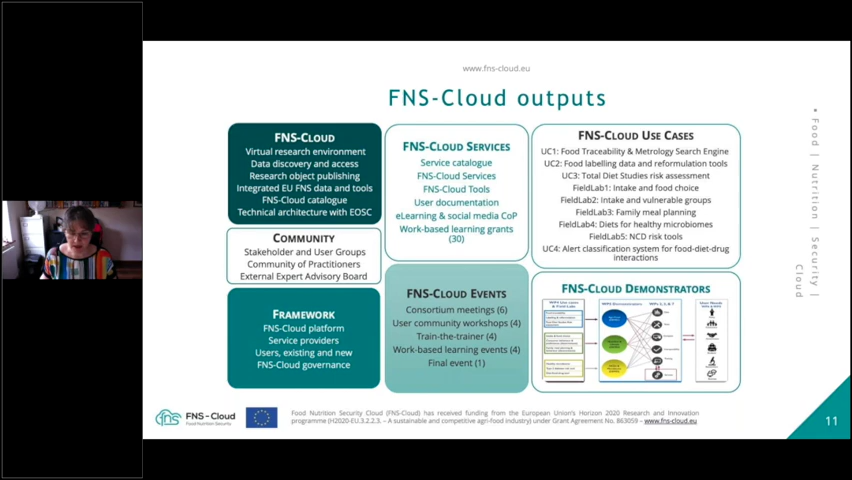 www.fns-cloud.eu
FNS-Cloud outputs
FNS-CLOUD
Virtual research environment
Data discovery and access
Research object publishing
Integrated EU FNS data and tools
FNS-Cloud catalogue
Technical architecture with EOSC
COMMUNITY
Stakeholder and User Groups
Community of Practitioners
External Expert Advisory Board
FRAMEWORK
FNS-Cloud platform
Service providers
Users, existing and new
FNS-Cloud governance
FNS-CLOUD SERVICES
Service catalogue
FNS-Cloud Services
FNS-Cloud Tools
User documentation
eLearning & social media CoP
Work-based learning grants
(30)
FNS-CLOUD EVENTS
Consortium meetings (6)
User community workshops (4)
Train-the-trainer (4)
Work-based learning events (4)
Final event (1)
FNS-CLOUD USE CASES
UC1: Food Traceability & Metrology Search Engine
UC2: Food labelling data and reformulation tools
UC3: Total Diet Studies risk assessment
FieldLab1: Intake and food choice
FieldLab2: Intake and vulnerable groups
FieldLab3: Family meal planning
FieldLab4: Diets for healthy microbiomes
FieldLab5: NCD risk tools
UC4: Alert classification system for food-diet-drug
interactions
FNS-CLOUD DEMONSTRATORS
• Food | Nutrition | Security |
Cloud
fns
FNS-Cloud
Food Nutrition Security
Food Nutrition Security Cloud (FNS-Cloud) has received funding from the European Union's Horizon 2020 Research and Innovation
programme (H2020-EU.3.2.2.3. – A sustainable and competitive agri-food industry) under Grant Agreement No. 863059 – www.fns-cloud.eu
11